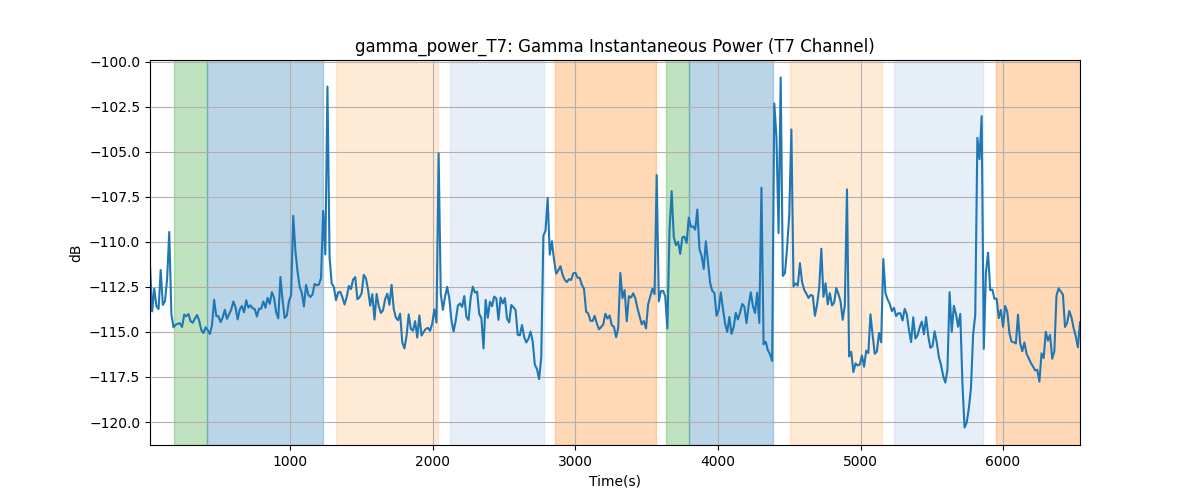 gamma_power_T7: Gamma Instantaneous Power (T7 Channel)
−100.0
−102.5
−105.0
−107.5
−110.0
−112.5
−115.0
−117.5
−120.0
dB
1000 2000 3000 4000 5000 6000
Time(s)